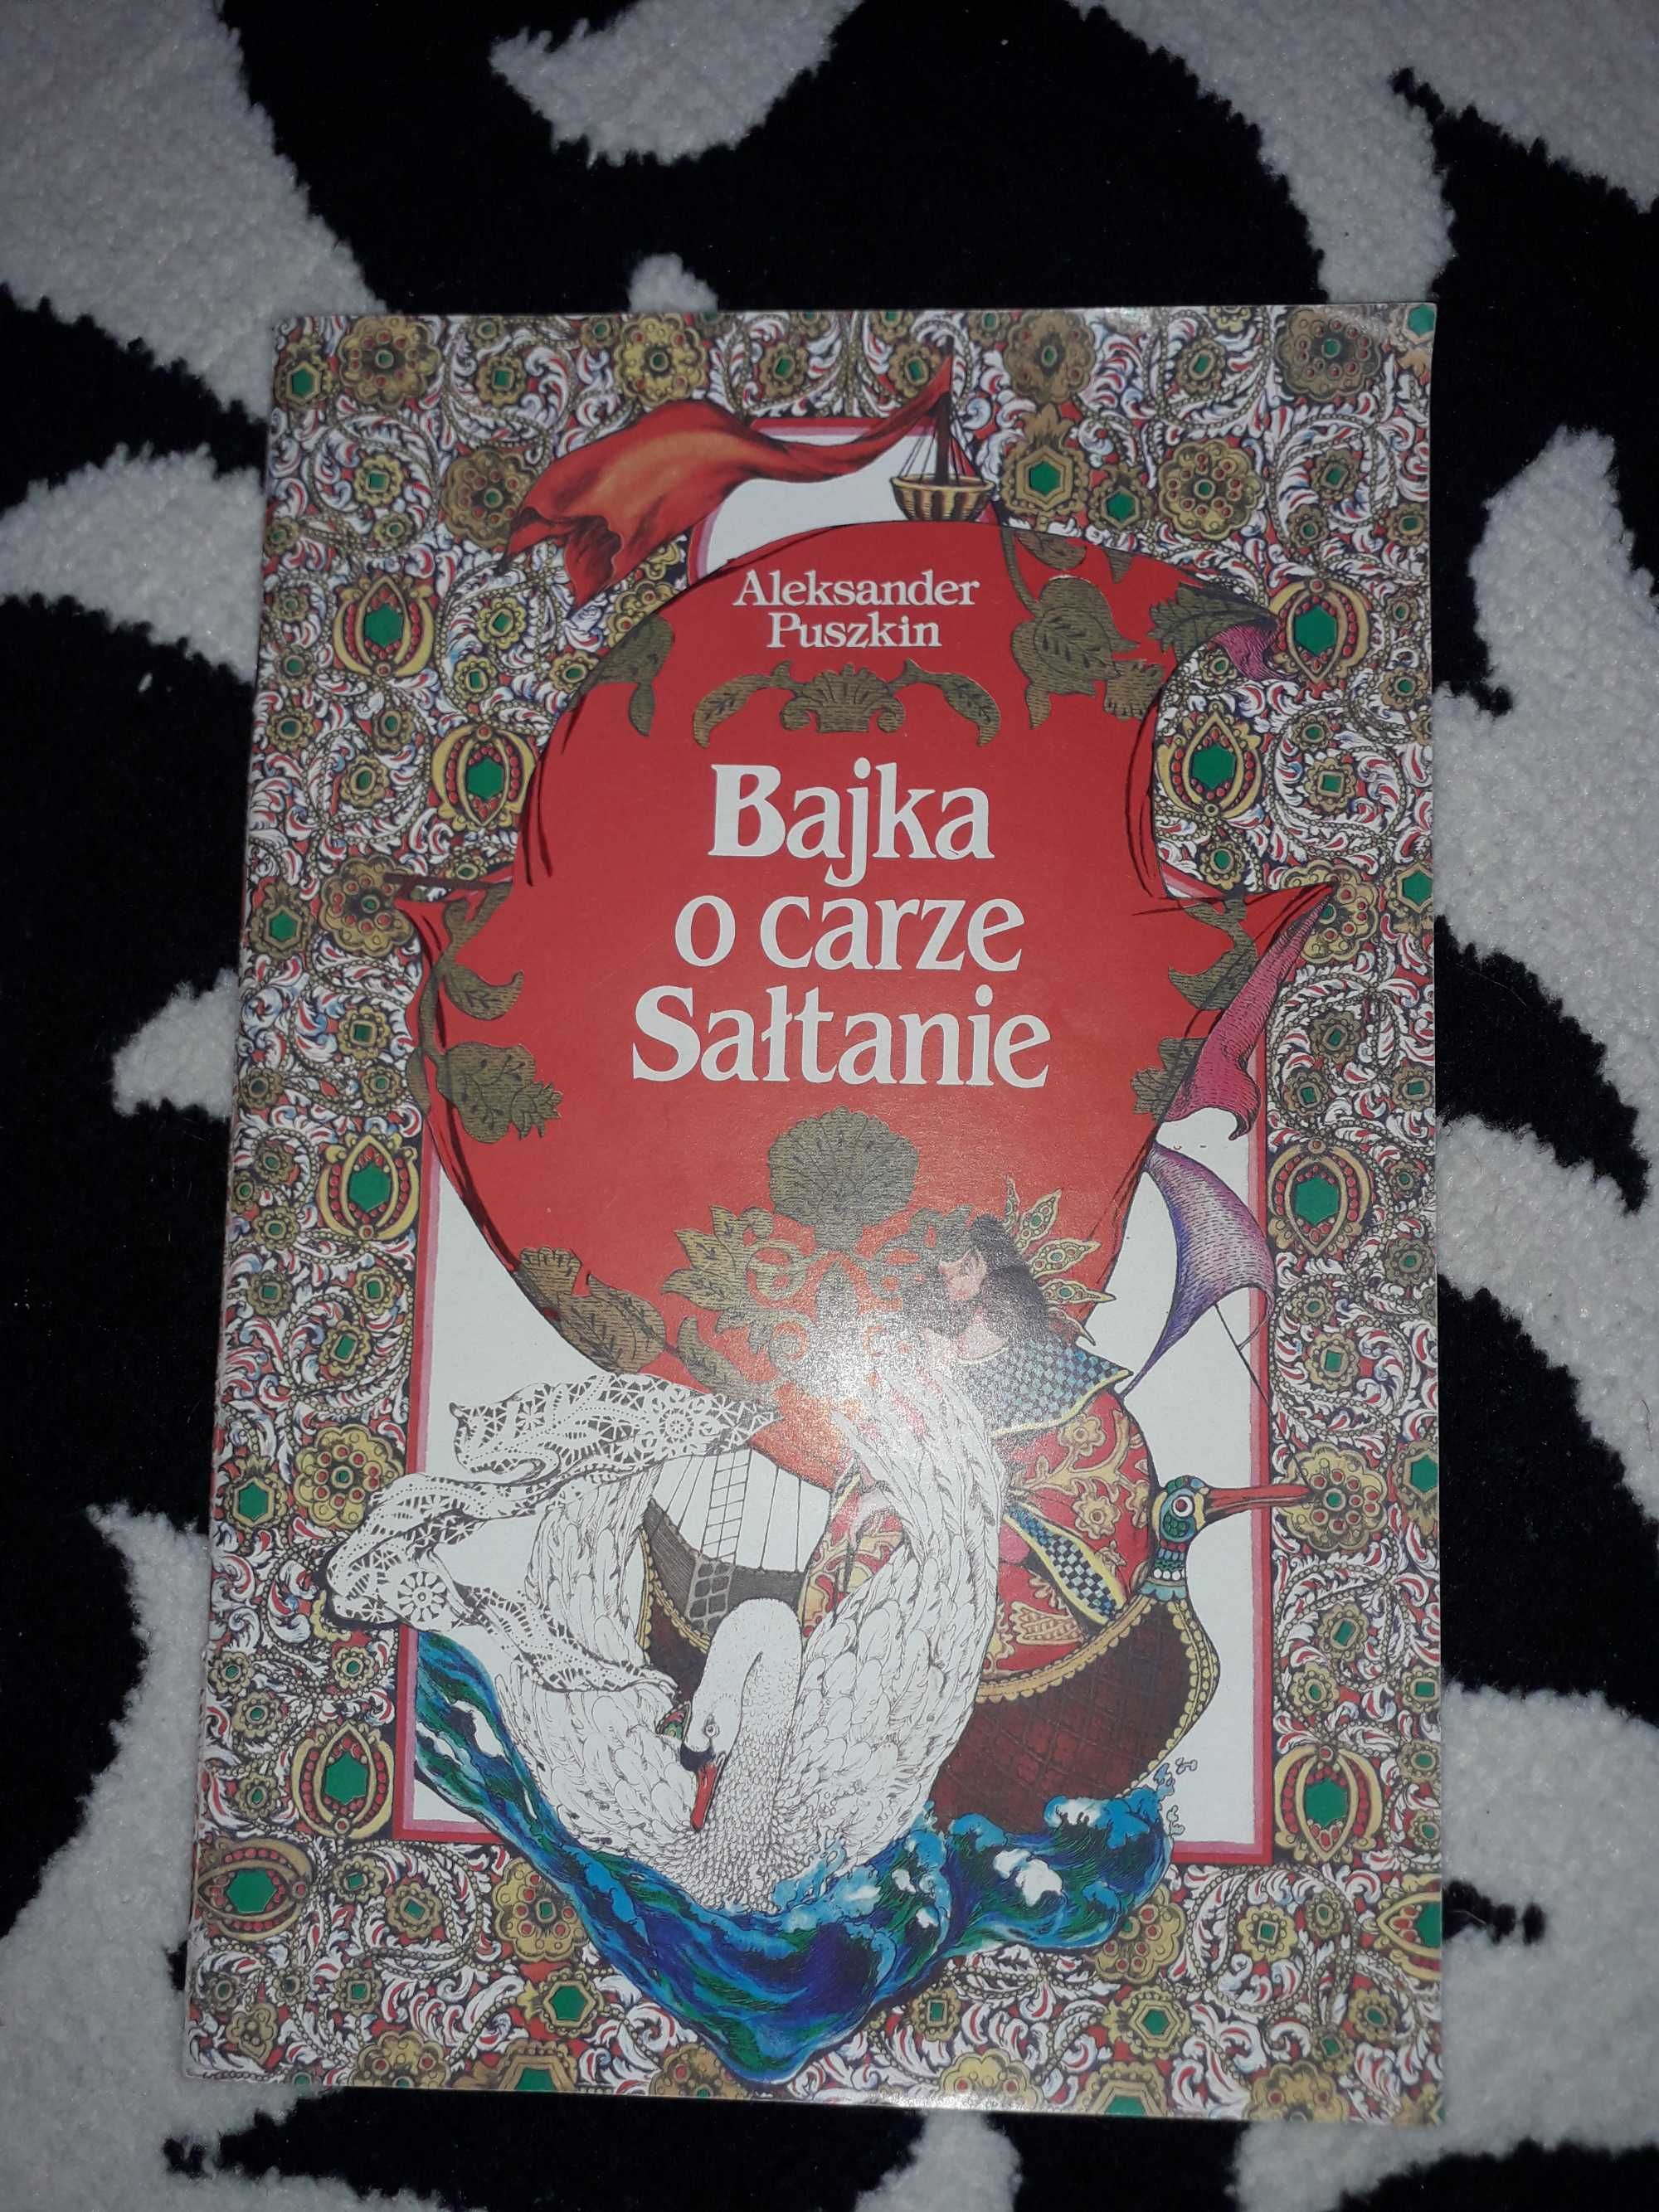 Aleksander
Puszkin
Bajka
o carze
Sałtanie